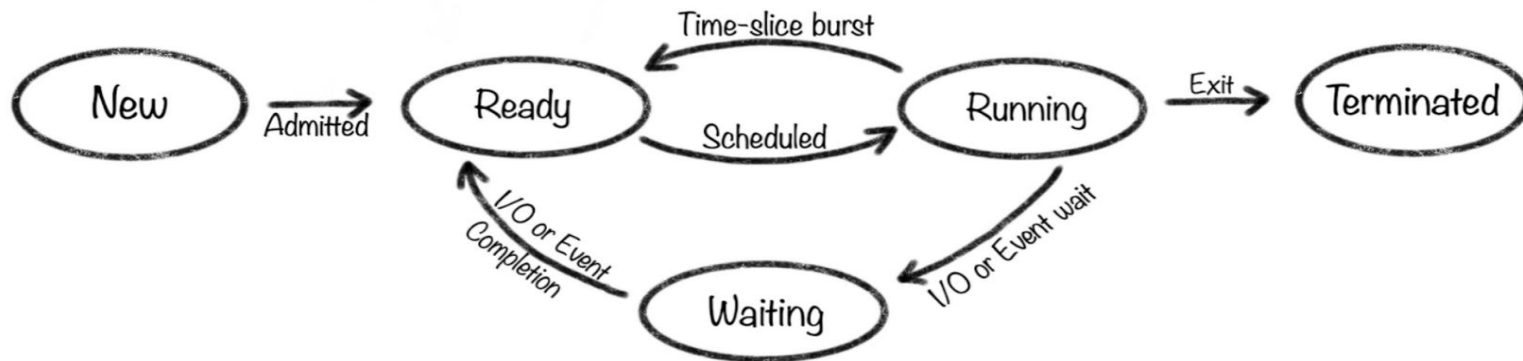 Time-slice burst
New
Admitted
Ready
Scheduled
Running
Exit
Terminated
I/O or Event
Completion
Waiting
I/O or Event wait